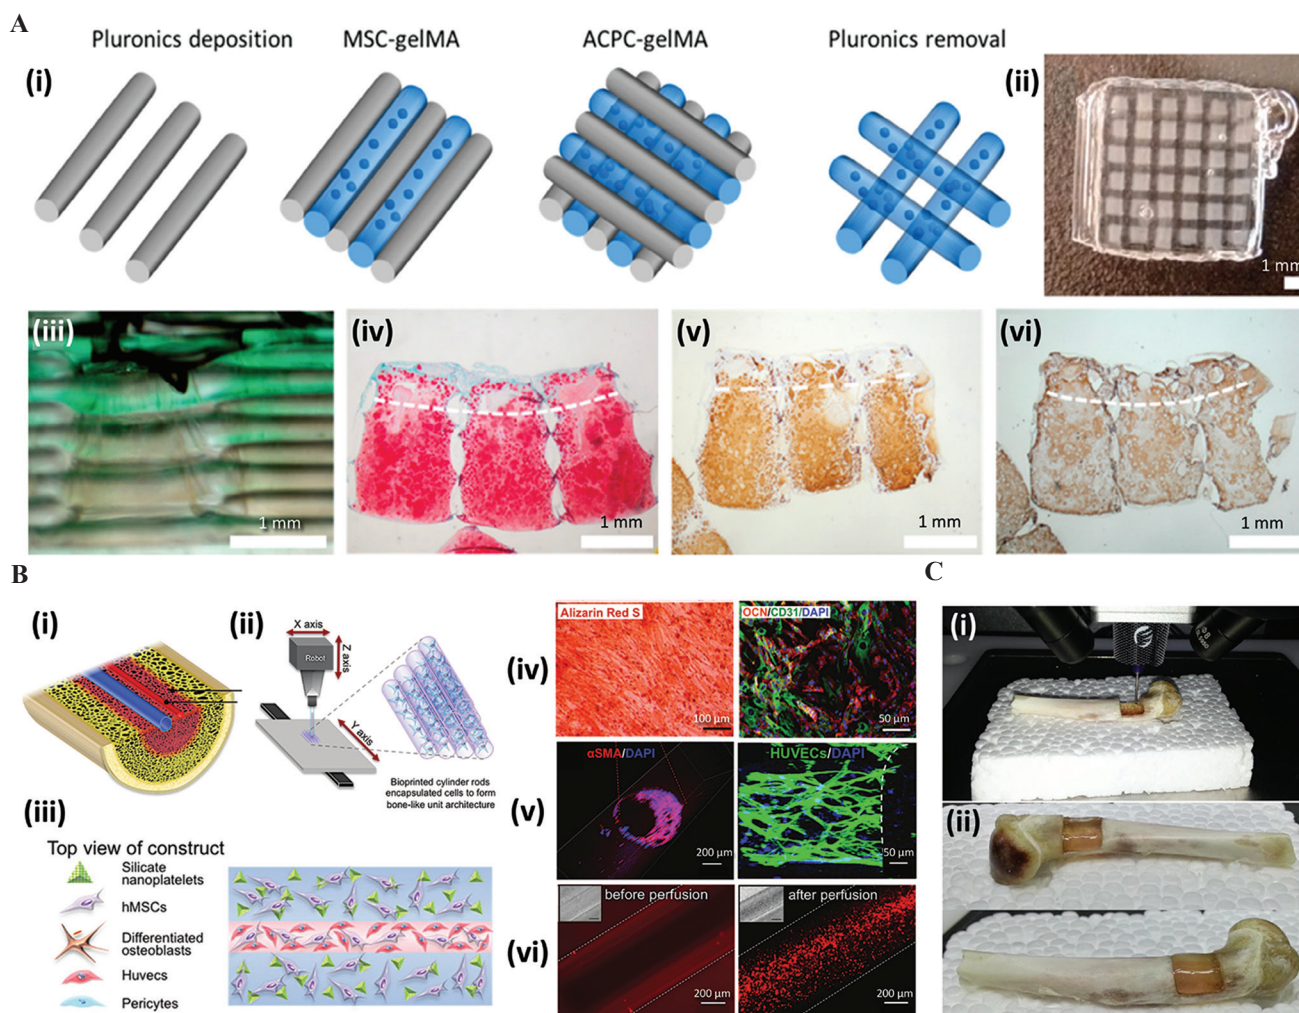 A
Pluronics deposition
MSC-gelMA
ACPC-gelMA
Pluronics removal
(i)
(ii)
1 mm
(iii)
1 mm
(iv)
1 mm
(v)
1 mm
(vi)
1 mm
B
(i)
(ii)
X axis
Z axis
Robot
Y axis
Bioprinted cylinder rods
encapsulated cells to form
bone-like unit architecture
(iii)
Top view of construct
Silicate
nanoplatelets
hMSCs
Differentiated
osteoblasts
Huvecs
Pericytes
(iv)
Alizarin Red S
100 µm
OCN/CD31/DAPI
50 µm
(v)
αSMA/DAPI
200 µm
HUVECs/DAPI
50 µm
(vi)
before perfusion
200 µm
after perfusion
200 µm
C
(i)
(ii)